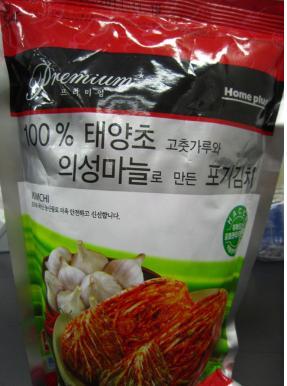 Premium
프리미엄
Home plus
100% 태양초 고춧가루와
의성마늘로 만든 포기김치
KIMCHI
HACCP